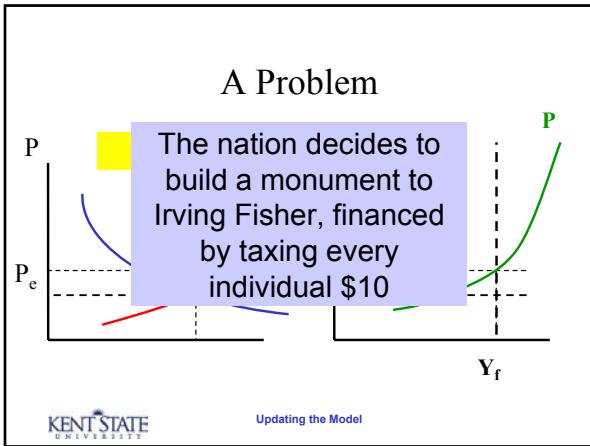 A Problem
P
P
The nation decides to
build a monument to
Irving Fisher, financed
by taxing every
individual $10
Pe
Yf
KENT STATE
UNIVERSITY
Updating the Model